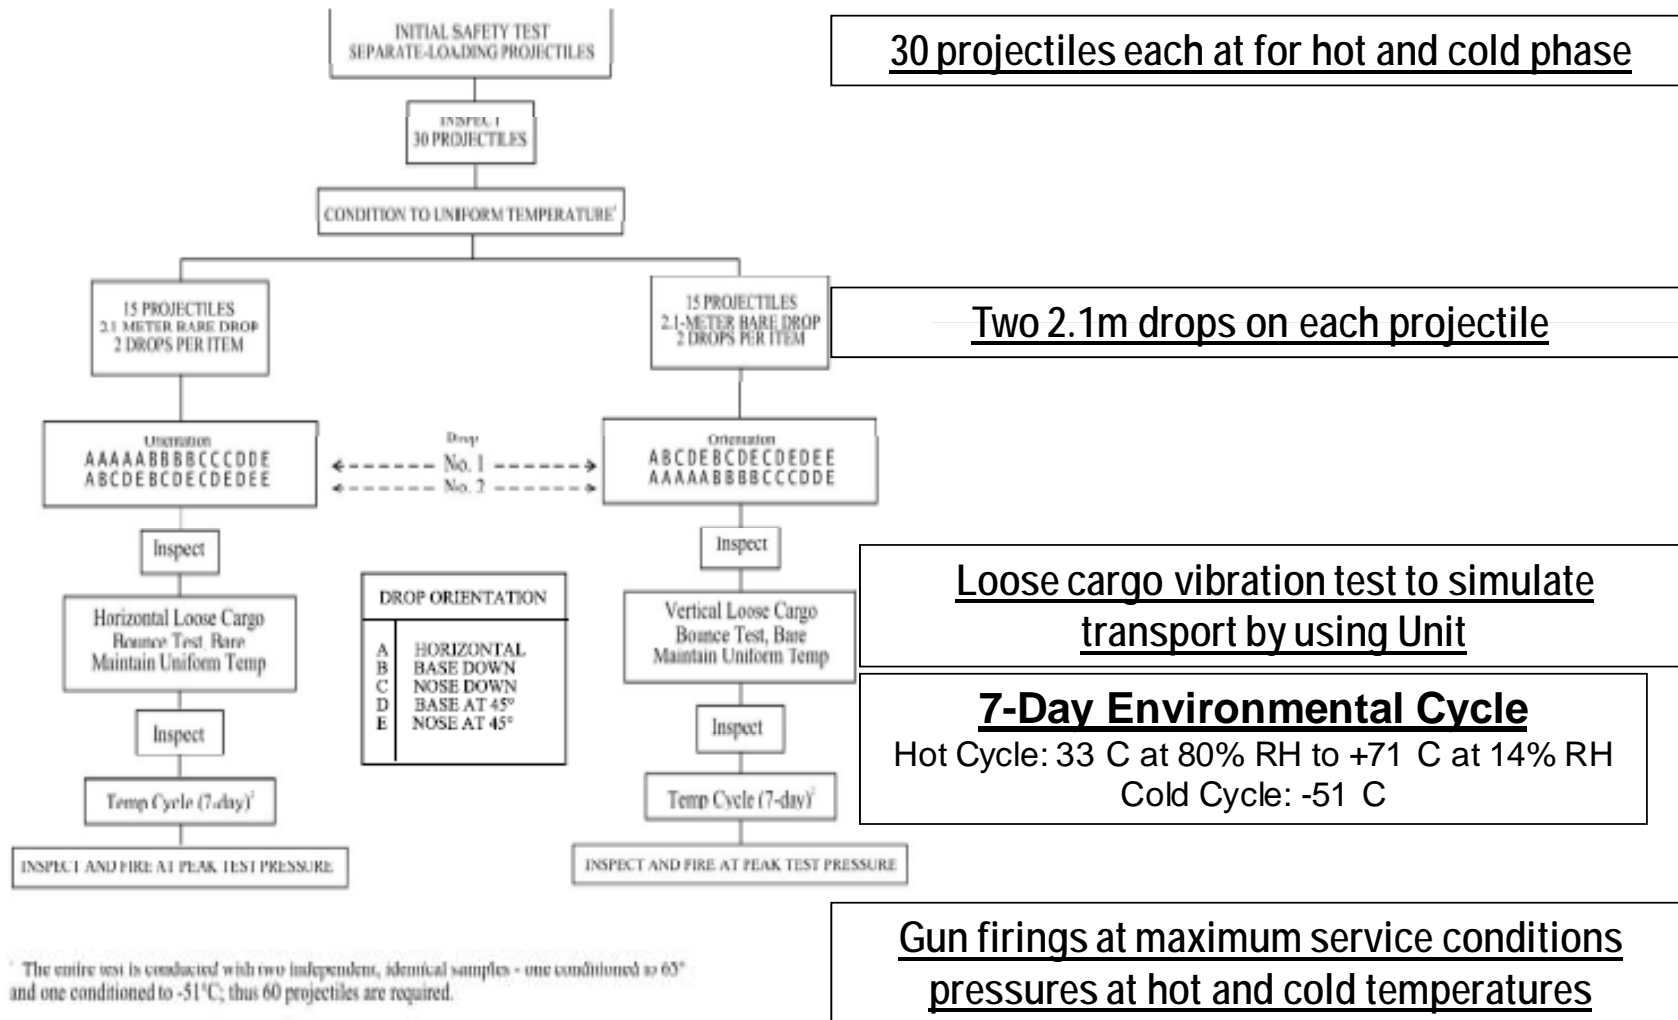 INITIAL SAFETY TEST
SEPARATE-LOADING PROJECTILES
30 projectiles each at for hot and cold phase
INSPECT
30 PROJECTILES
CONDITION TO UNIFORM TEMPERATURE
15 PROJECTILES
2.1 METER BARE DROP
2 DROPS PER ITEM
15 PROJECTILES
2.1-METER BARE DROP
2 DROPS PER ITEM
Two 2.1m drops on each projectile
Orientation
AAAAABBBBCCCDDE
ABCDEBCDECDEDEE
Drop
No. 1
No. 2
Orientation
ABCDEBCDECDEDEE
AAAAABBBBCCCDDE
Inspect
Inspect
Loose cargo vibration test to simulate
transport by using Unit
Horizontal Loose Cargo
Bounce Test, Bare
Maintain Uniform Temp
DROP ORIENTATION
A HORIZONTAL
B BASE DOWN
C NOSE DOWN
D BASE AT 45°
E NOSE AT 45°
Vertical Loose Cargo
Bounce Test, Bare
Maintain Uniform Temp
7-Day Environmental Cycle
Hot Cycle: 33 C at 80% RH to +71 C at 14% RH
Cold Cycle: -51 C
Inspect
Inspect
Temp Cycle (7-day)²
Temp Cycle (7-day)²
INSPECT AND FIRE AT PEAK TEST PRESSURE
INSPECT AND FIRE AT PEAK TEST PRESSURE
Gun firings at maximum service conditions
pressures at hot and cold temperatures
The entire test is conducted with two independent, identical samples - one conditioned to 63°
and one conditioned to -51°C; thus 60 projectiles are required.